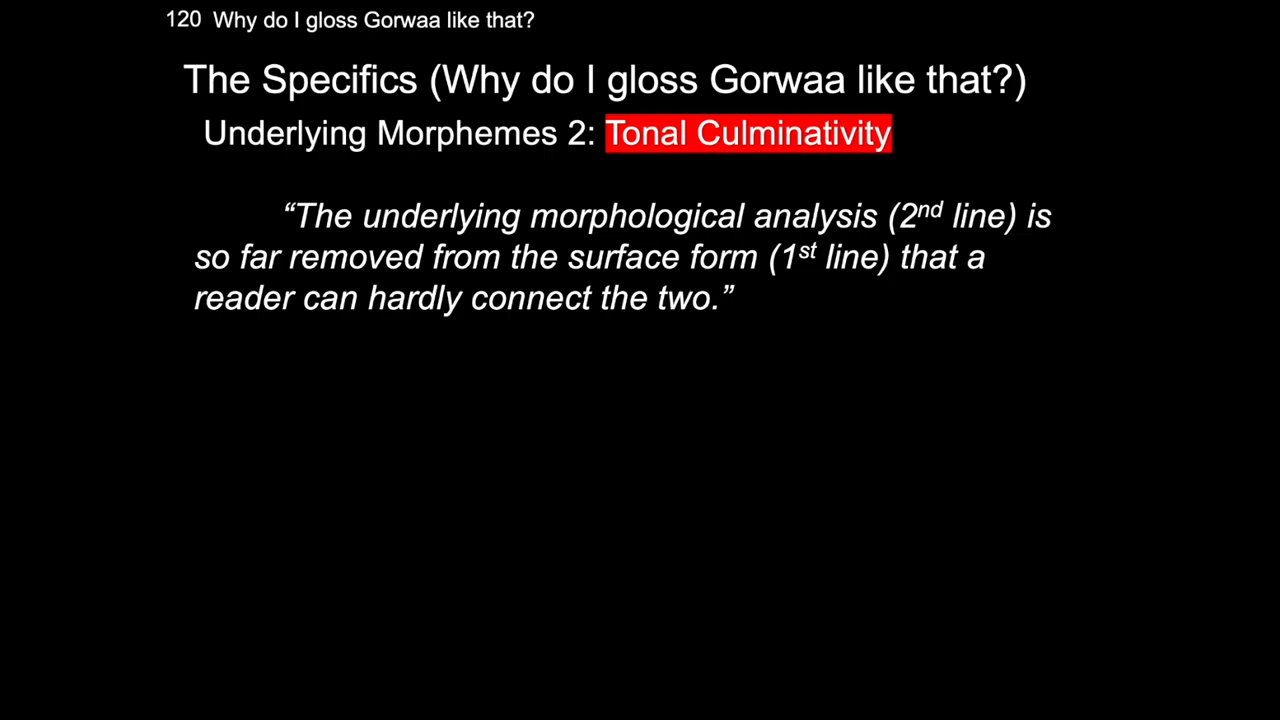 120 Why do I gloss Gorwaa like that?
The Specifics (Why do I gloss Gorwaa like that?)
Underlying Morphemes 2: Tonal Culminativity
“The underlying morphological analysis (2nd line) is
so far removed from the surface form (1st line) that a
reader can hardly connect the two.”